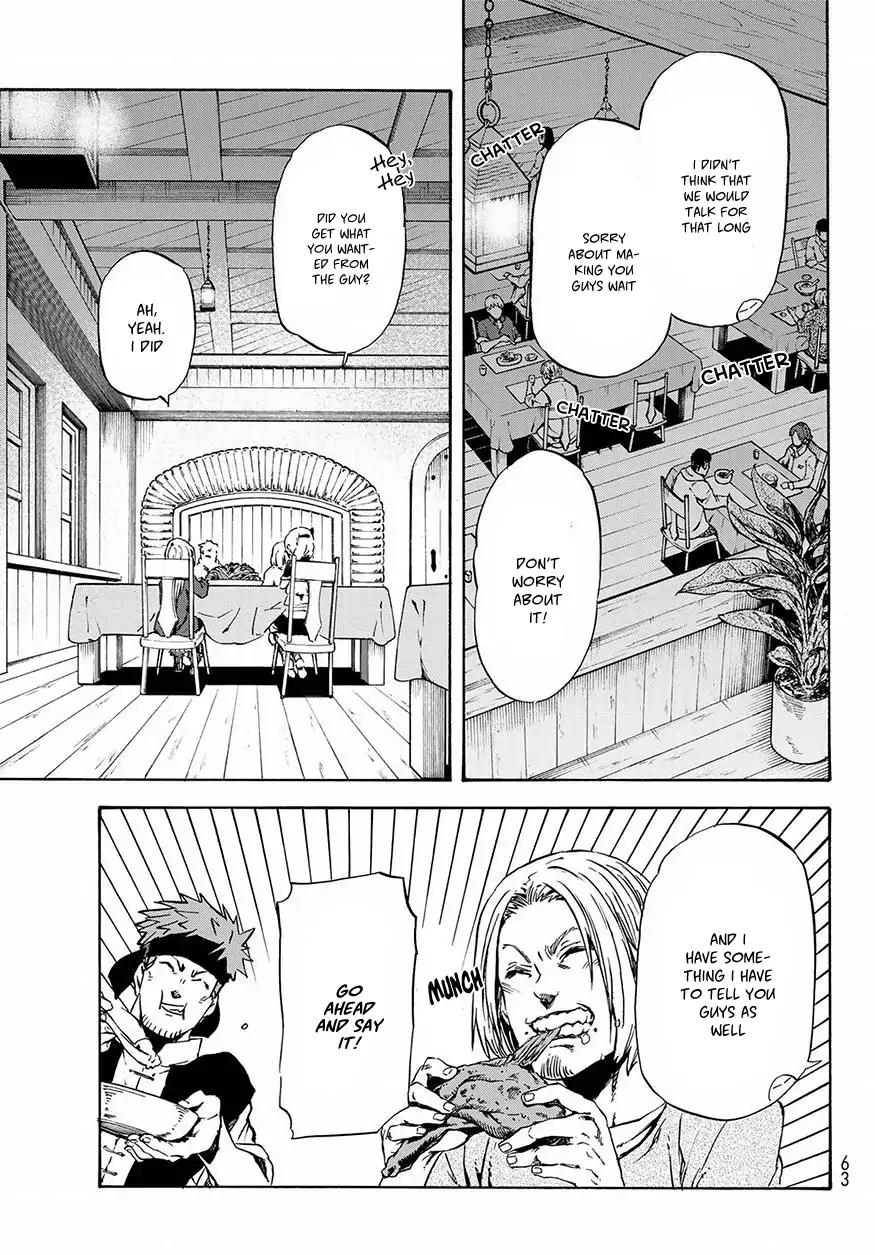 I DIDN'T
THINK THAT
WE WOULD
TALK FOR
THAT LONG
SORRY
ABOUT MA-
KING YOU
GUYS WAIT
CHATTER
CHATTER
CHATTER
DON'T
WORRY
ABOUT
IT!
Hey,
Hey
DID YOU
GET WHAT
YOU WANT-
ED FROM
THE GUY?
AH,
YEAH.
I DID
AND I
HAVE SOME-
THING I HAVE
TO TELL YOU
GUYS AS
WELL
MUNCH
GO
AHEAD
AND SAY
IT!
63